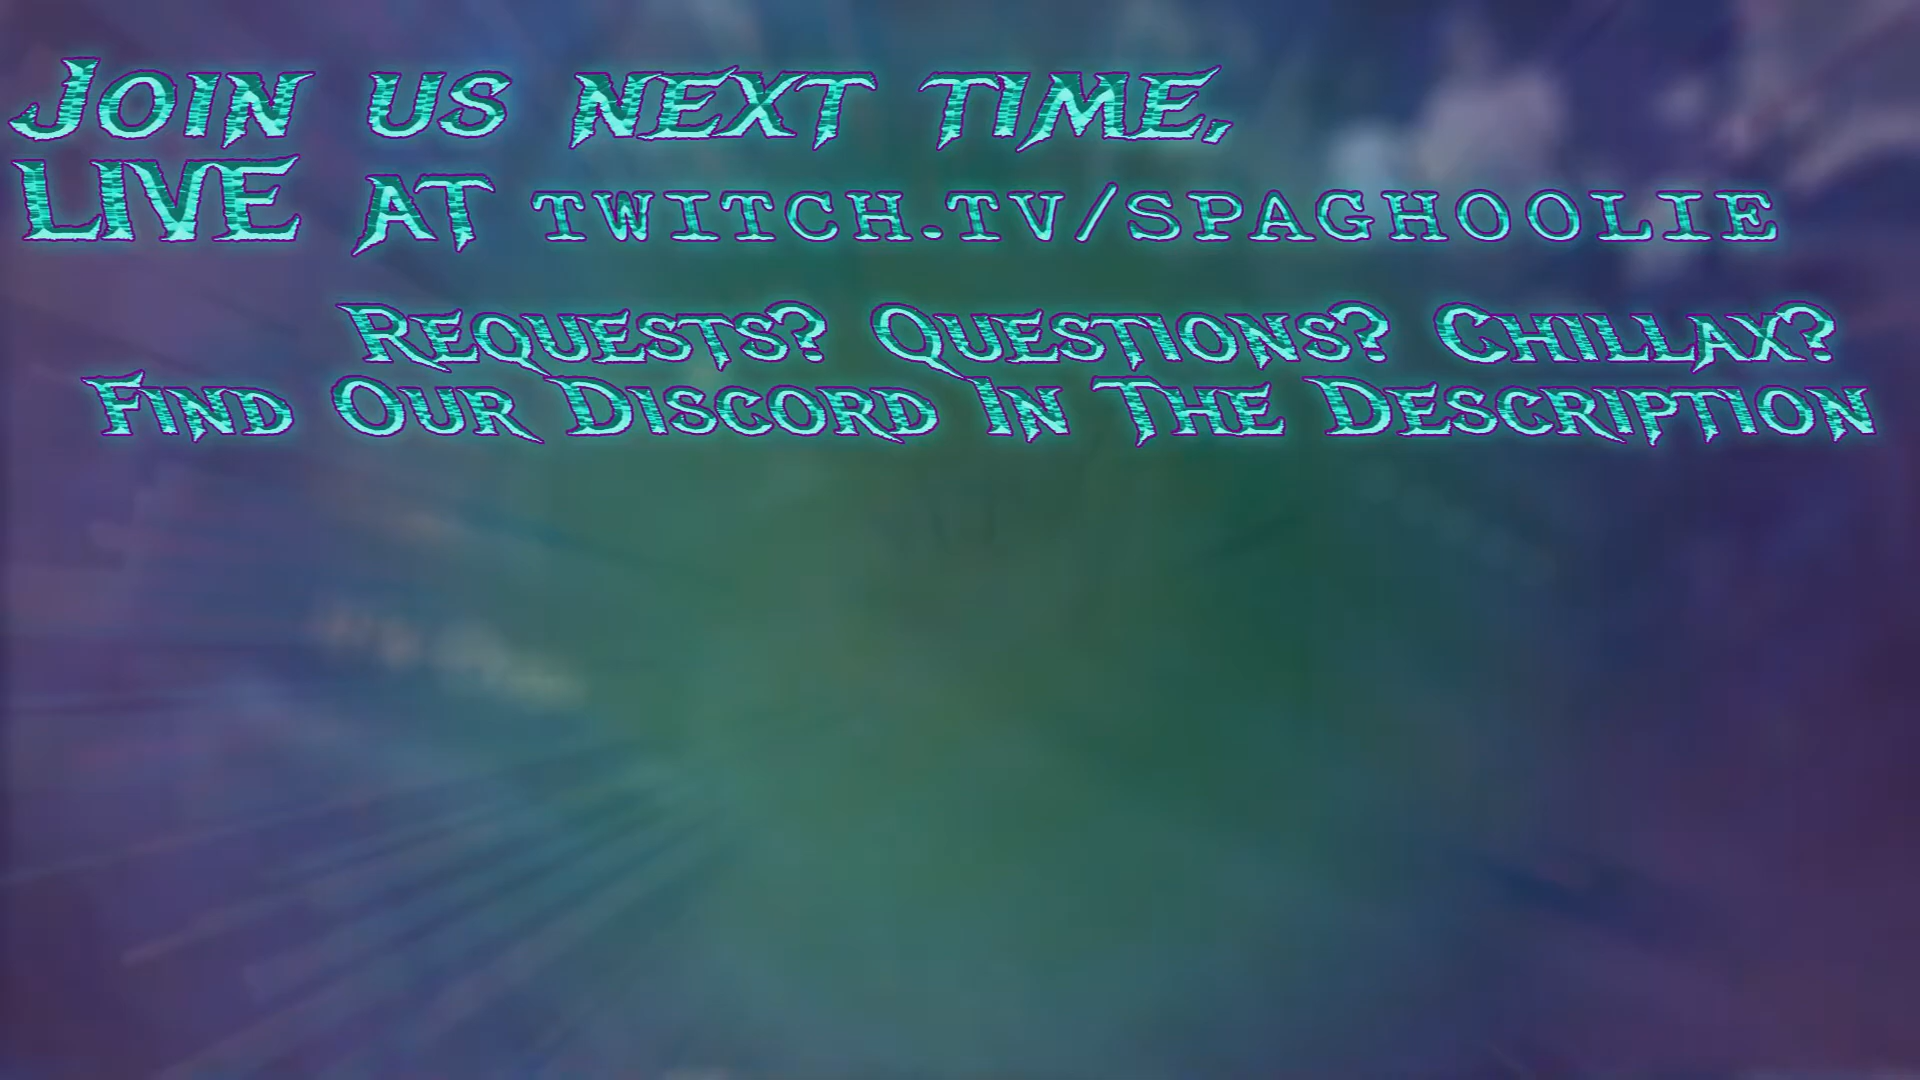 Join us next time,
LIVE at TWITCH.TV/SPAGHOOLIE
Requests? Questions? Chillax?
Find Our Discord In The Description